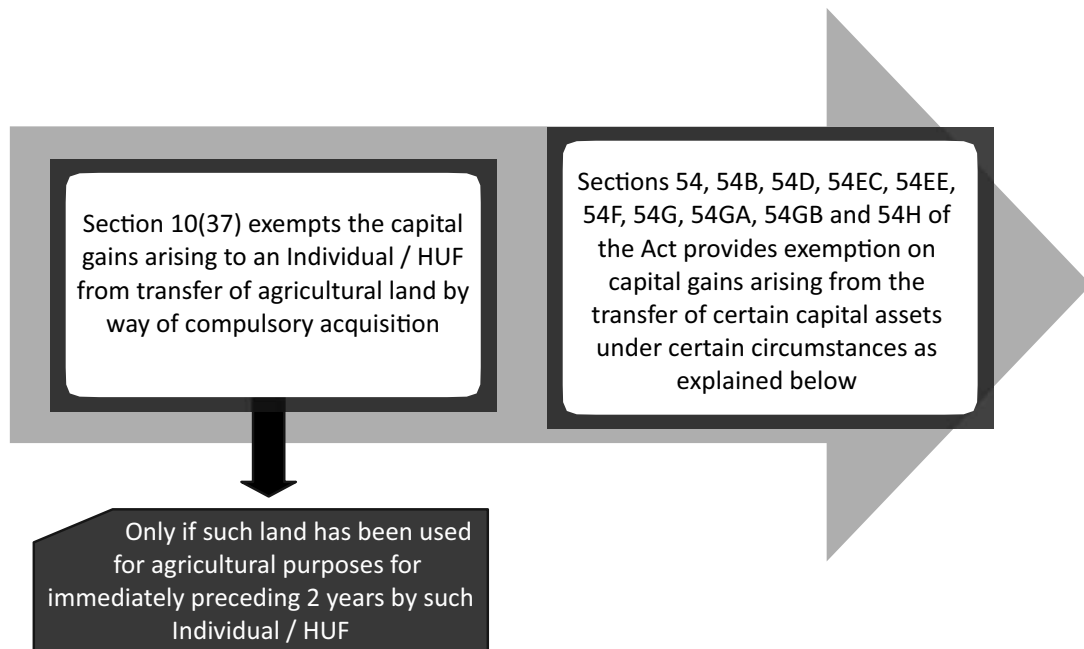 Section 10(37) exempts the capital
gains arising to an Individual / HUF
from transfer of agricultural land by
way of compulsory acquisition
Only if such land has been used
for agricultural purposes for
immediately preceding 2 years by such
Individual / HUF
Sections 54, 54B, 54D, 54EC, 54EE,
54F, 54G, 54GA, 54GB and 54H of
the Act provides exemption on
capital gains arising from the
transfer of certain capital assets
under certain circumstances as
explained below